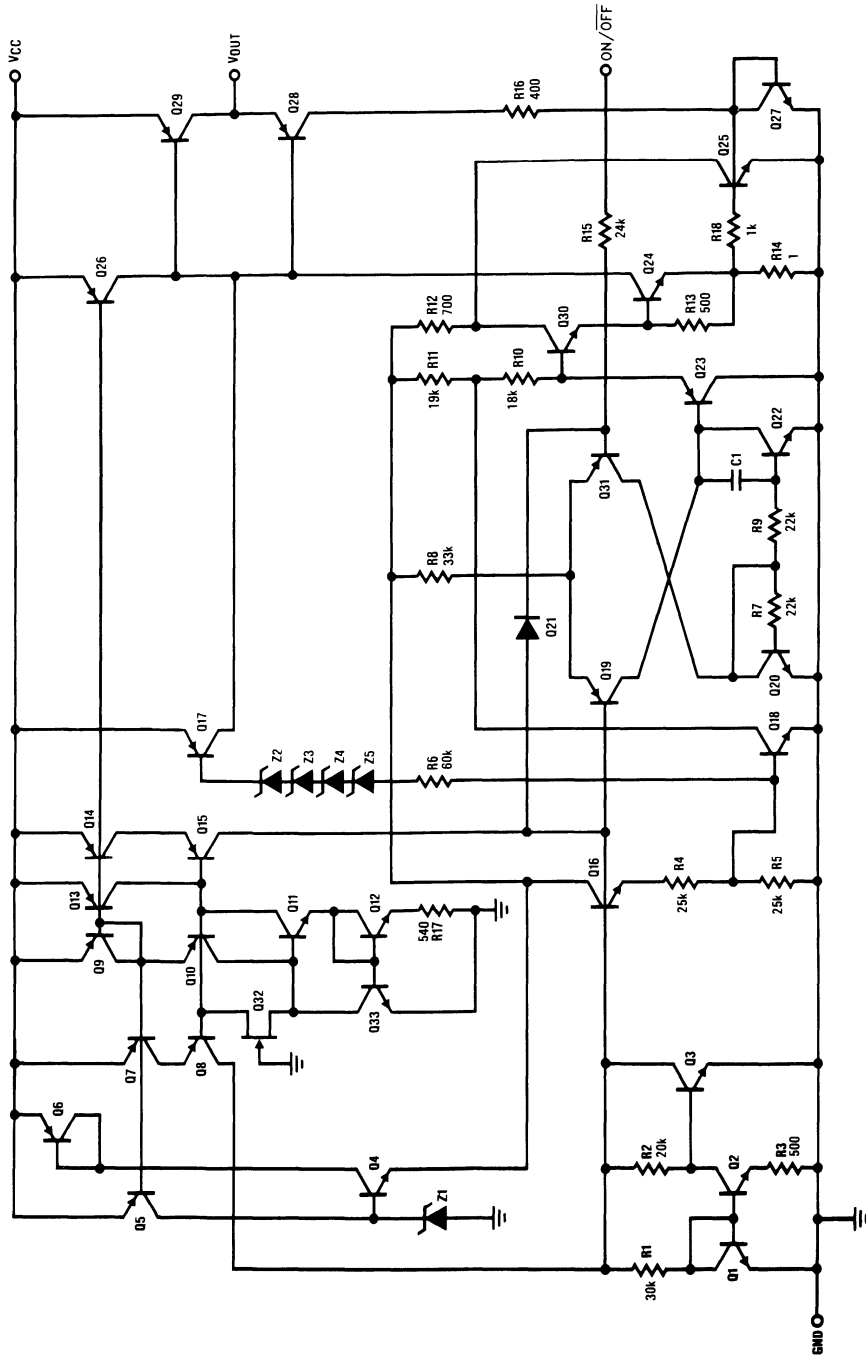 VCC
Q29
VOUT
Q28
R16
400
Q27
Q25
ON/O̅F̅F̅
R15
24k
R18
1k
R14
1
Q26
Q24
R12
700
Q30
R13
500
R11
19k
R10
18k
Q23
Q22
C1
Q31
R9
22k
R8
33k
R7
22k
Q21
Q19
Q20
Q18
Q17
Z2
Z3
Z4
Z5
R6
60k
Q14
Q15
Q16
R4
25k
R5
25k
Q13
Q9
Q10
Q11
Q12
540
R17
Q32
Q33
Q7
Q8
Q3
Q6
Q4
R2
20k
Q2
R3
500
Q5
Z1
R1
30k
Q1
GND